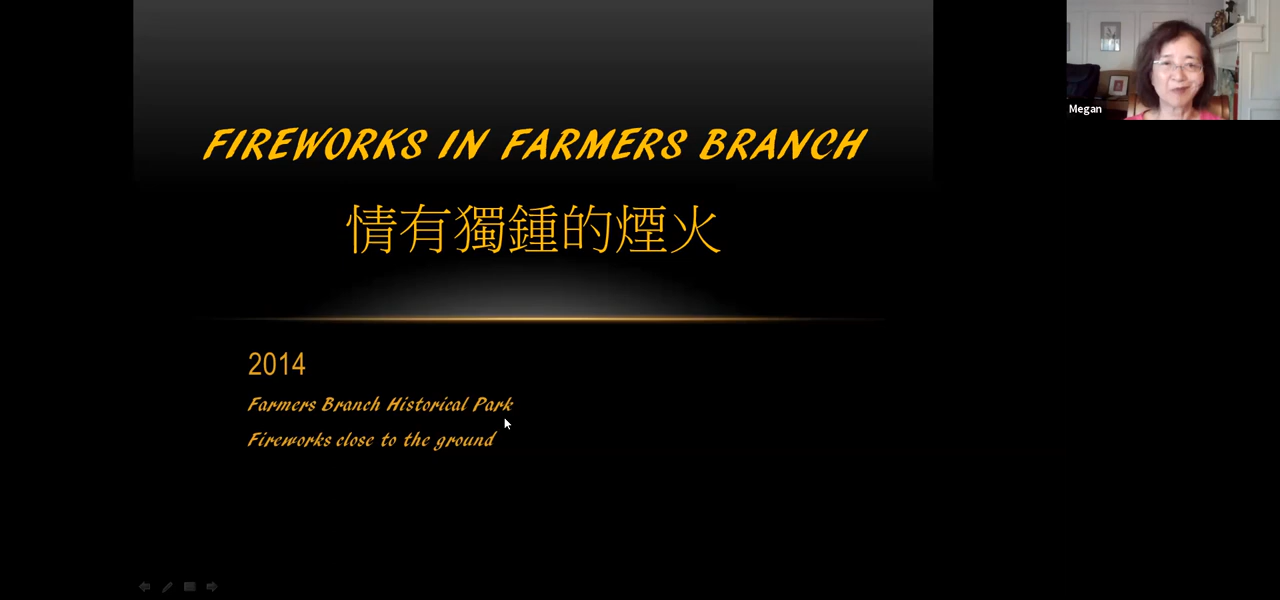 FIREWORKS IN FARMERS BRANCH
情有獨鍾的煙火
2014
Farmers Branch Historical Park
Fireworks close to the ground
Megan